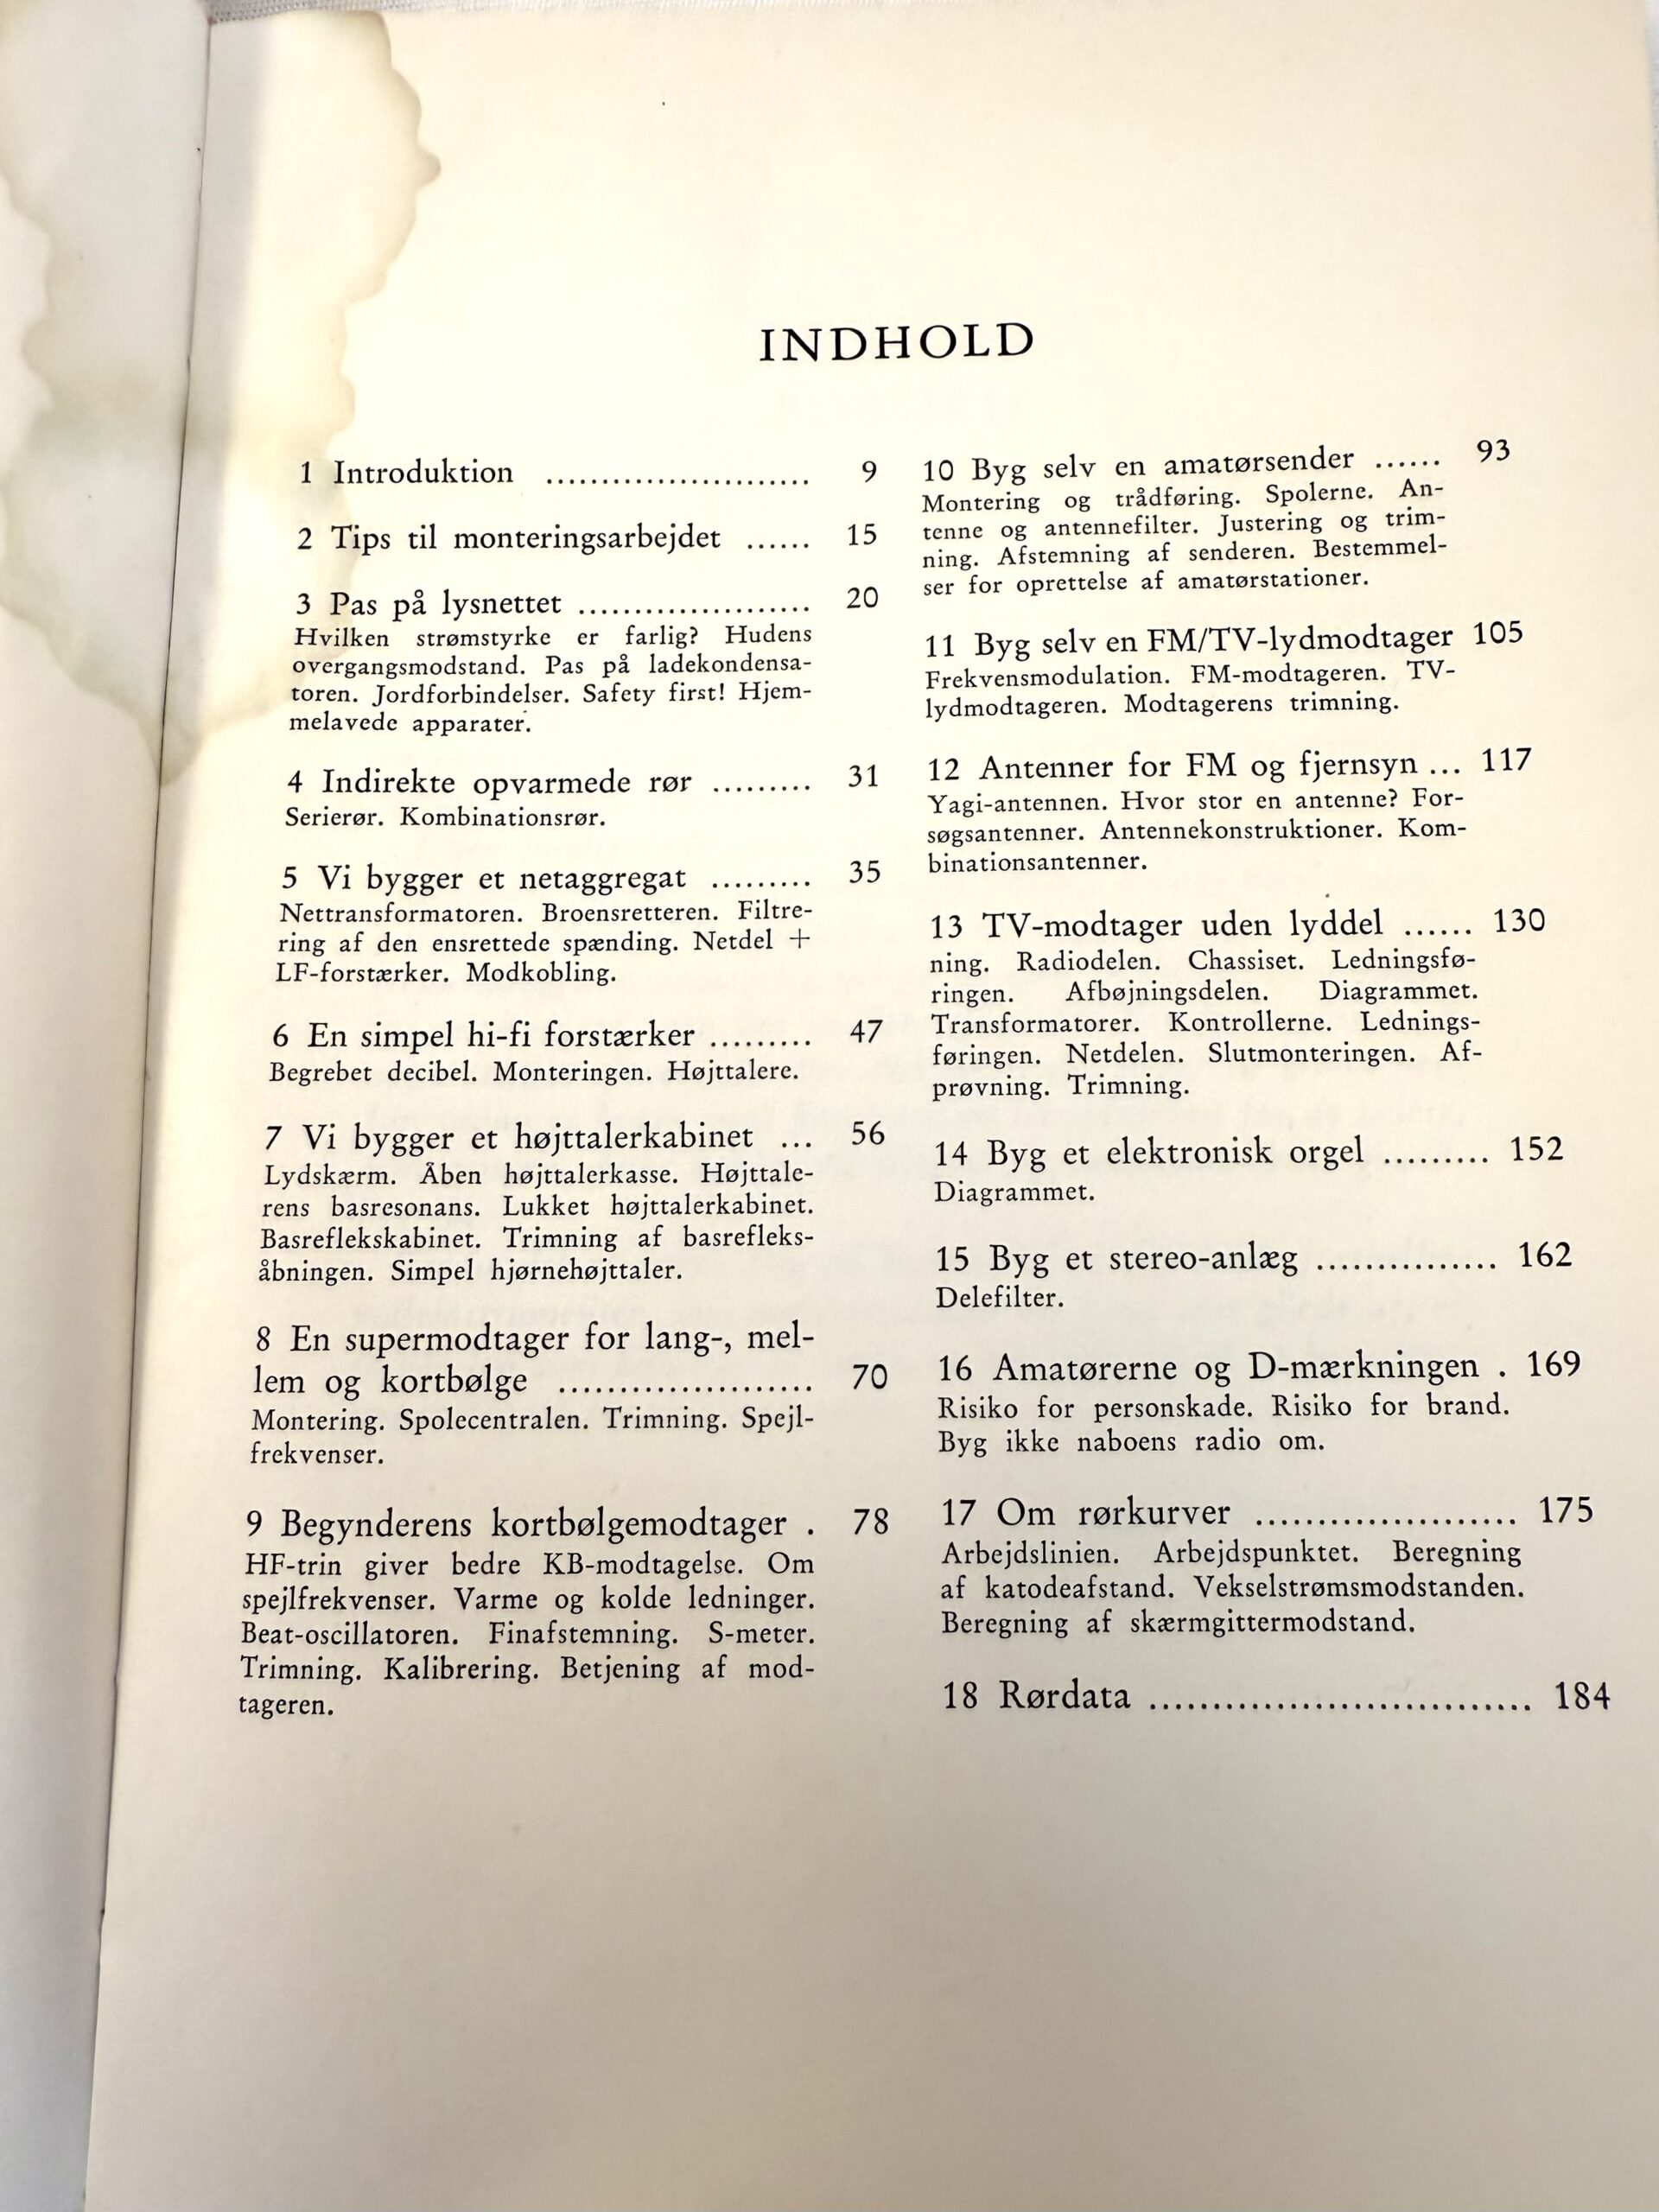 INDHOLD
1 Introduktion ........................ 9
2 Tips til monteringsarbejdet ...... 15
3 Pas på lysnettet ..................... 20
Hvilken strømstyrke er farlig? Hudens
overgangsmodstand. Pas på ladekondensa-
toren. Jordforbindelser. Safety first! Hjem-
melavede apparater.
4 Indirekte opvarmede rør ......... 31
Serierør. Kombinationsrør.
5 Vi bygger et netaggregat ......... 35
Nettransformatoren. Broensretteren. Filtre-
ring af den ensrettede spænding. Netdel +
LF-forstærker. Modkobling.
6 En simpel hi-fi forstærker ......... 47
Begrebet decibel. Monteringen. Højttalere.
7 Vi bygger et højttalerkabinet ... 56
Lydskærm. Åben højttalerkasse. Højttale-
rens basresonans. Lukket højttalerkabinet.
Basreflekskabinet. Trimning af basrefleks-
åbningen. Simpel hjørnehøjttaler.
8 En supermodtager for lang-, mel-
lem og kortbølge ..................... 70
Montering. Spolecentralen. Trimning. Spejl-
frekvenser.
9 Begynderens kortbølgemodtager . 78
HF-trin giver bedre KB-modtagelse. Om
spejlfrekvenser. Varme og kolde ledninger.
Beat-oscillatoren. Finafstemning. S-meter.
Trimning. Kalibrering. Betjening af mod-
tageren.
10 Byg selv en amatørsender ...... 93
Montering og trådføring. Spolerne. An-
tenne og antennefilter. Justering og trim-
ning. Afstemning af senderen. Bestemmel-
ser for oprettelse af amatørstationer.
11 Byg selv en FM/TV-lydmodtager 105
Frekvensmodulation. FM-modtageren. TV-
lydmodtageren. Modtagerens trimning.
12 Antenner for FM og fjernsyn ... 117
Yagi-antennen. Hvor stor en antenne? For-
søgsantenner. Antennekonstruktioner. Kom-
binationsantenner.
13 TV-modtager uden lyddel ...... 130
ning. Radiodelen. Chassiset. Ledningsfø-
ringen. Afbøjningsdelen. Diagrammet.
Transformatorer. Kontrollerne. Lednings-
føringen. Netdelen. Slutmonteringen. Af-
prøvning. Trimning.
14 Byg et elektronisk orgel ......... 152
Diagrammet.
15 Byg et stereo-anlæg ............... 162
Delefilter.
16 Amatørerne og D-mærkningen . 169
Risiko for personskade. Risiko for brand.
Byg ikke naboens radio om.
17 Om rørkurver ..................... 175
Arbejdslinien. Arbejdspunktet. Beregning
af katodeafstand. Vekselstrømsmodstanden.
Beregning af skærmgittermodstand.
18 Rørdata .............................. 184